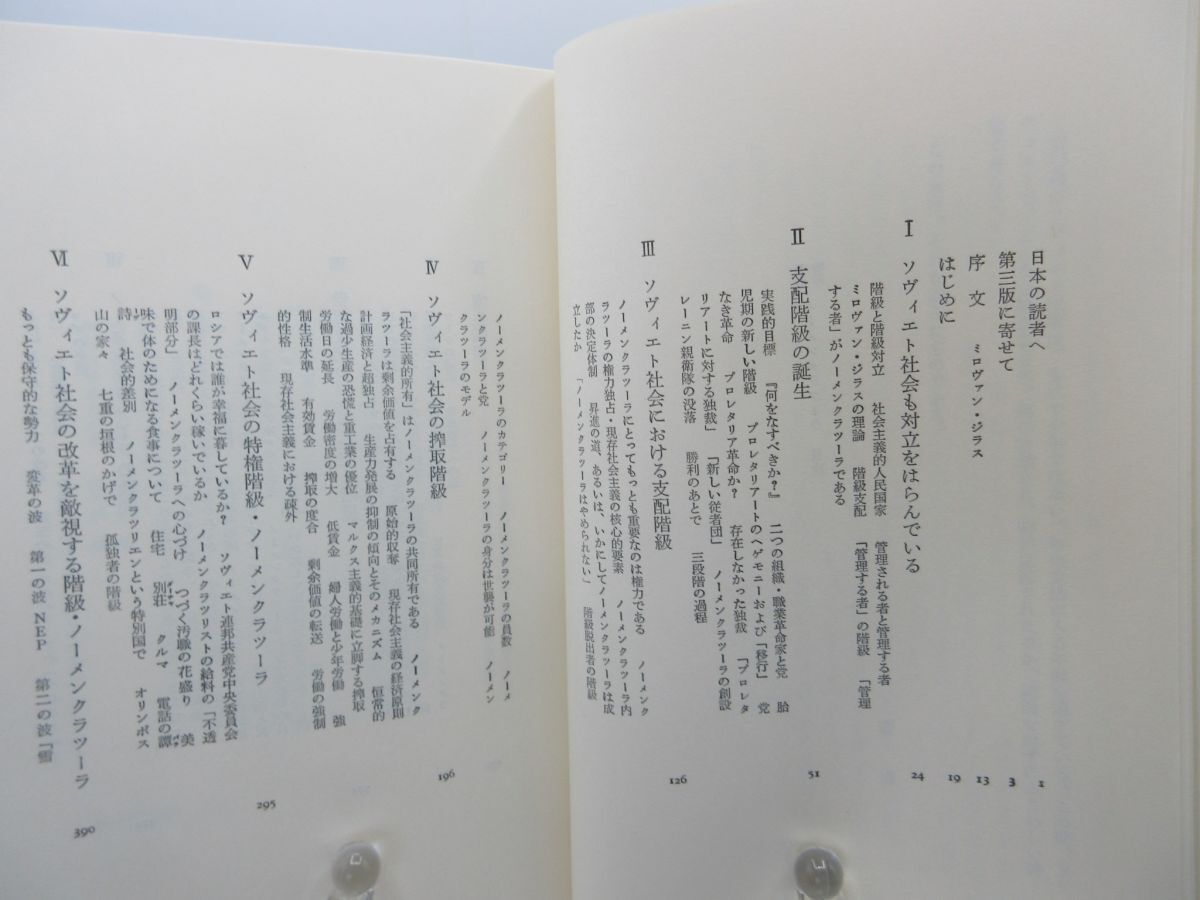 日本の読者へ 1
第三版に寄せて 3
序文 ミロヴァン・ジラス 13
はじめに 19
Ⅰ ソヴィエト社会も対立をはらんでいる 24
階級と階級対立 社会主義的人民国家 管理される者と管理する者
ミロヴァン・ジラスの理論 階級支配 「管理する者」の階級 「管理
する者」がノーメンクラツーラである
Ⅱ 支配階級の誕生 51
実践的目標 『何をなすべきか?』 二つの組織・職業革命家と党 胎
児期の新しい階級 プロレタリアートのヘゲモニーおよび「移行」 党
なき革命 プロレタリア革命か? 存在しなかった独裁 「プロレタ
リアートに対する独裁」 「新しい従者団」 ノーメンクラツーラの創設
レーニン親衛隊の没落 勝利のあとで 三段階の過程
Ⅲ ソヴィエト社会における支配階級 126
ノーメンクラツーラにとってもっとも重要なのは権力である ノーメンク
ラツーラの権力独占・現存社会主義の核心的要素 ノーメンクラツーラ内
部の決定体制 昇進の道、あるいは、いかにしてノーメンクラツーラは成
立したか 「ノーメンクラツーラはやめられない」 階級脱出者の階級
ノーメンクラツーラのカテゴリー ノーメンクラツーラの員数 ノーメ
ンクラツーラと党 ノーメンクラツーラの身分は世襲が可能 ノーメン
クラツーラのモデル
Ⅳ ソヴィエト社会の搾取階級 196
「社会主義的所有」はノーメンクラツーラの共同所有である ノーメンク
ラツーラは剰余価値を占有する 原始的収奪 現存社会主義の経済原則
計画経済と超独占 生産力発展の抑制の傾向とそのメカニズム 恒常的
な過少生産の恐慌と重工業の優位 マルクス主義的基礎に立脚する搾取
労働日の延長 労働密度の増大 低賃金 婦人労働と少年労働 強
制生活水準 有効賃金 搾取の度合 剰余価値の転送 労働の強制
的性格 現存社会主義における疎外
Ⅴ ソヴィエト社会の特権階級・ノーメンクラツーラ 295
ロシアでは誰が幸福に暮しているか? ソヴィエト連邦共産党中央委員会
の課長はどれくらい稼いでいるか ノーメンクラツリストの給料の「不透
明部分」 ノーメンクラツーラへの心づけ つづく汚職の花盛り 美
味で体のためになる食事について 住宅 別荘 クルマ 電話の譚
詩 社会的差別 ノーメンクラツリエンという特別国で オリンポス
山の家々 七重の垣根のかげで 孤独者の階級
Ⅵ ソヴィエト社会の改革を敵視する階級・ノーメンクラツーラ 390
もっとも保守的な勢力 変革の波 第一の波 NEP 第二の波「雪